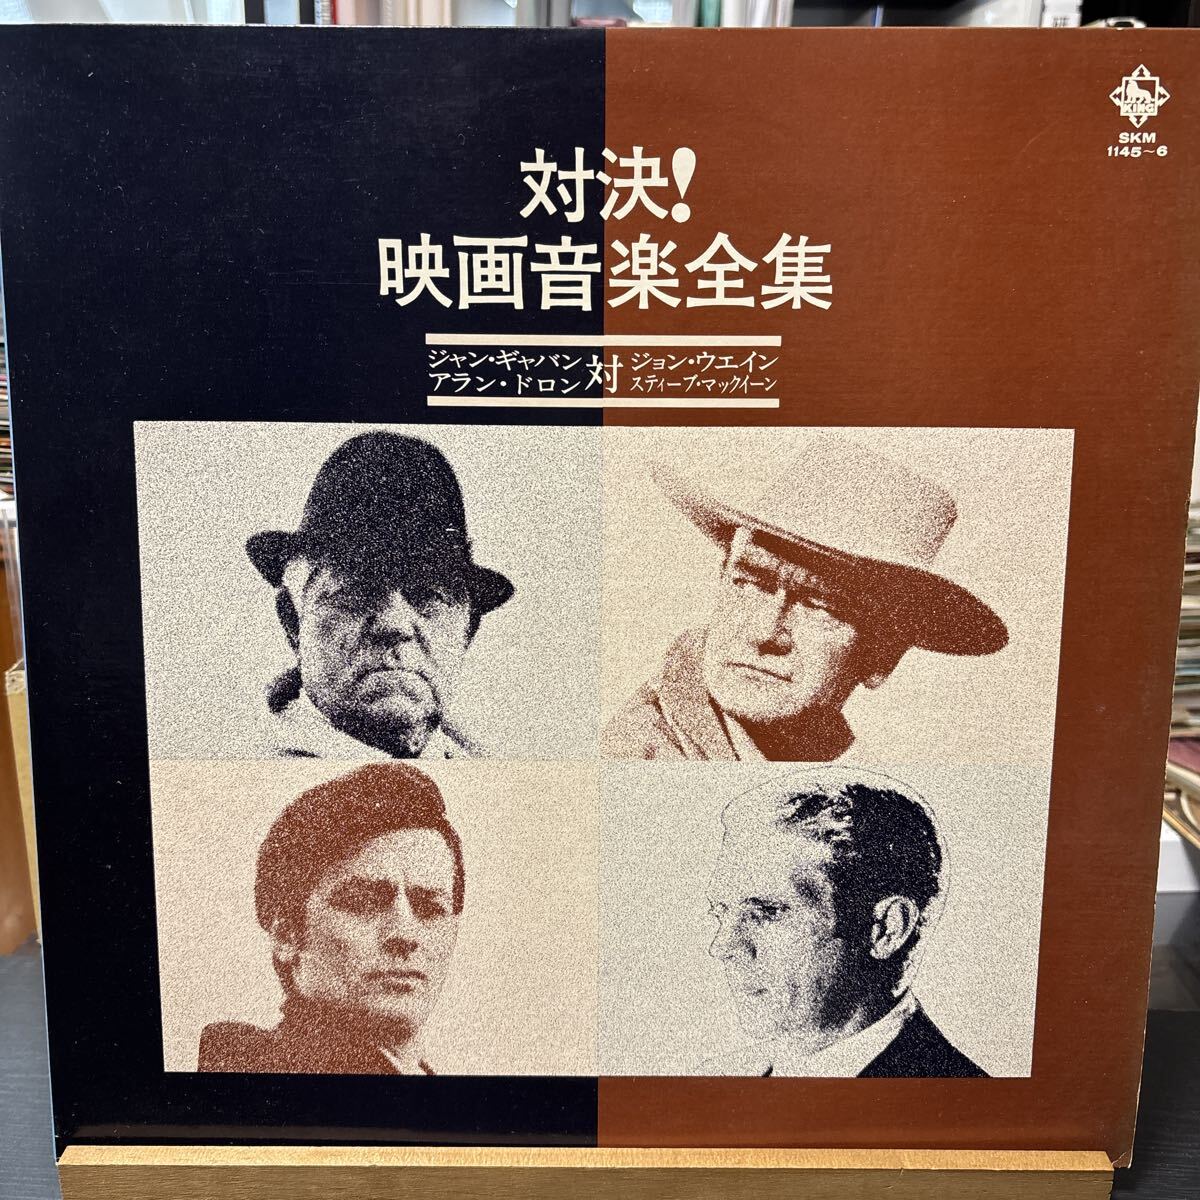 KING
SKM
1145~6
対決!
映画音楽全集
ジャン・ギャバン
アラン・ドロン
対
ジョン・ウエイン
スティーブ・マックイーン